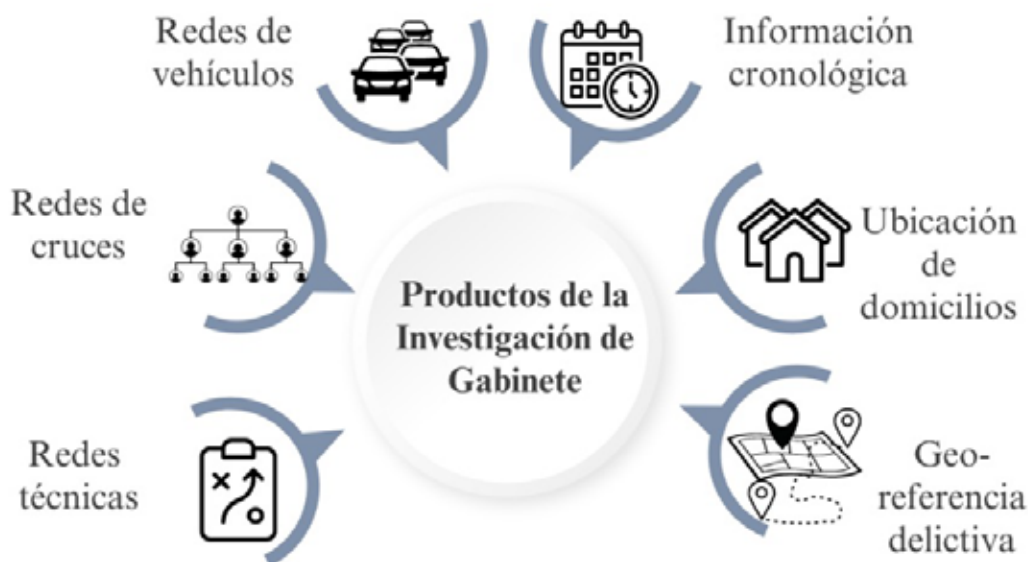 Redes de
vehículos
Información
cronológica
Redes de
cruces
Ubicación
de
domicilios
Productos de la
Investigación de
Gabinete
Redes
técnicas
Geo-
referencia
delictiva